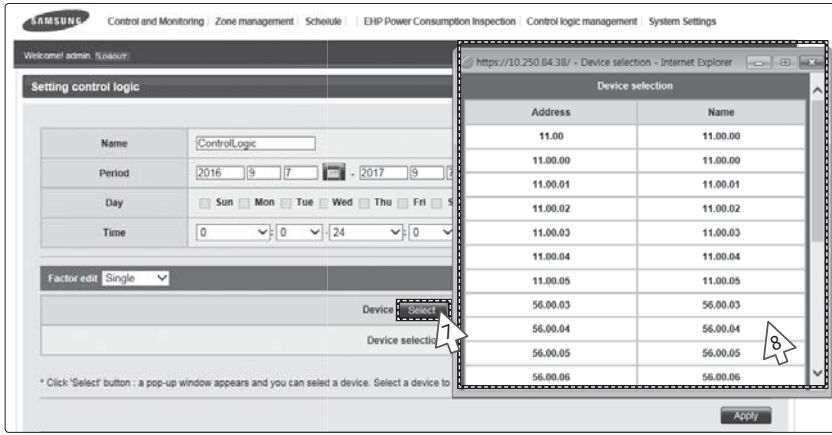 SAMSUNG Control and Monitoring Zone management Schelule EHP Power Consumption Inspection Control logic management System Settings
Welcome! admin.
https://10.250.84.38/ - Device selection - Internet Explorer
Setting control logic
Device selection
Address Name
11.00 11.00.00
11.00.00 11.00.00
11.00.01 11.00.01
11.00.02 11.00.02
11.00.03 11.00.03
11.00.04 11.00.04
11.00.05 11.00.05
56.00.03 56.00.03
56.00.04 56.00.04
56.00.05 56.00.05
56.00.06 56.00.06
Name ControlLogic
Period 2016 9 7 - 2017 9
Day Sun Mon Tue Wed Thu Fri S
Time 0 : 0 - 24 : 0
Factor edit Single
Device Select
7
8
Device selection
* Click 'Select' button : a pop-up window appears and you can select a device. Select a device to
Apply